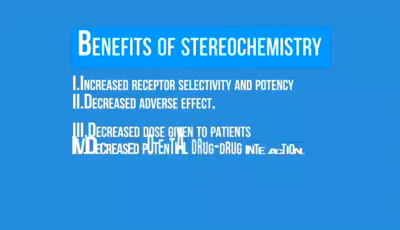 Benefits of stereochemistry
I.Increased receptor selectivity and potency
II.Decreased adverse effect.
III.Decreased dose given to patients
IV.Decreased potential drug-drug interaction.